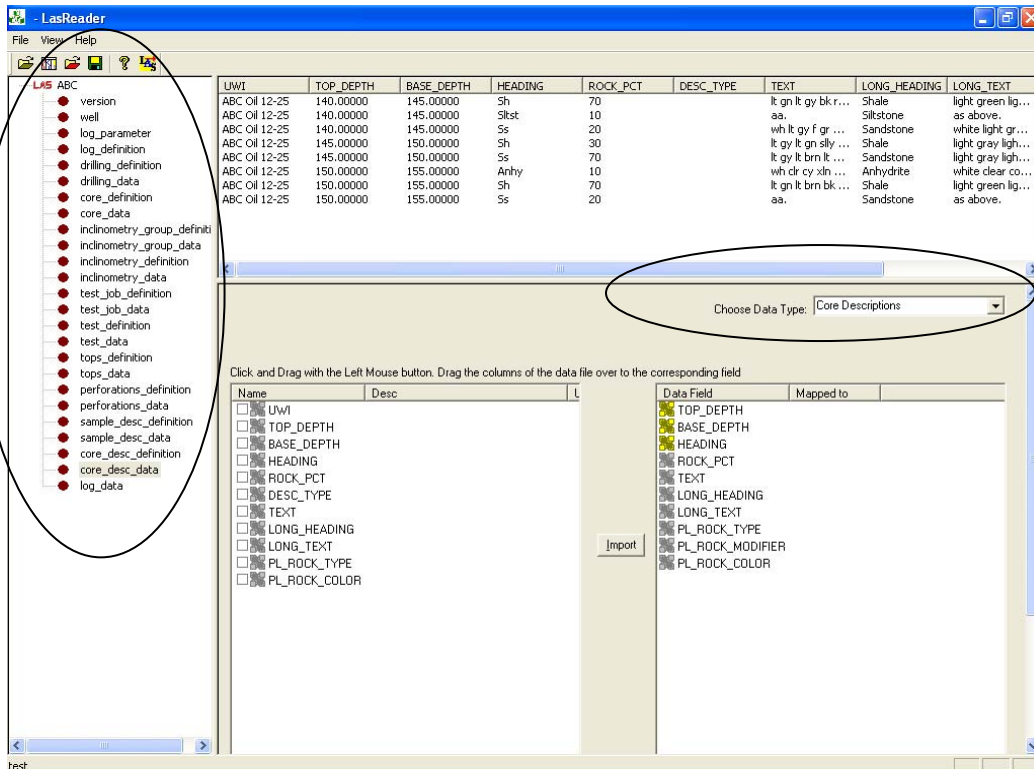 - LasReader
File View Help
LAS ABC
version
well
log_parameter
log_definition
drilling_definition
drilling_data
core_definition
core_data
inclinometry_group_definiti
inclinometry_group_data
inclinometry_definition
inclinometry_data
test_job_definition
test_job_data
test_definition
test_data
tops_definition
tops_data
perforations_definition
perforations_data
sample_desc_definition
sample_desc_data
core_desc_definition
core_desc_data
log_data
UWI TOP_DEPTH BASE_DEPTH HEADING ROCK_PCT DESC_TYPE TEXT LONG_HEADING LONG_TEXT
ABC Oil 12-25 140.00000 145.00000 Sh 70 lt gn lt gy bk r... Shale light green lig...
ABC Oil 12-25 140.00000 145.00000 Sltst 10 aa. Siltstone as above.
ABC Oil 12-25 140.00000 145.00000 Ss 20 wh lt gy f gr ... Sandstone white light gr...
ABC Oil 12-25 145.00000 150.00000 Sh 30 lt gy lt gn slly ... Shale light gray ligh...
ABC Oil 12-25 145.00000 150.00000 Ss 70 lt gy lt brn lt ... Sandstone light gray ligh...
ABC Oil 12-25 150.00000 155.00000 Anhy 10 wh clr cy xln ... Anhydrite white clear co...
ABC Oil 12-25 150.00000 155.00000 Sh 70 lt gn lt brn bk ... Shale light green lig...
ABC Oil 12-25 150.00000 155.00000 Ss 20 aa. Sandstone as above.
Choose Data Type: Core Descriptions
Click and Drag with the Left Mouse button. Drag the columns of the data file over to the corresponding field
Name Desc
UWI
TOP_DEPTH
BASE_DEPTH
HEADING
ROCK_PCT
DESC_TYPE
TEXT
LONG_HEADING
LONG_TEXT
PL_ROCK_TYPE
PL_ROCK_COLOR
Import
Data Field Mapped to
TOP_DEPTH
BASE_DEPTH
HEADING
ROCK_PCT
TEXT
LONG_HEADING
LONG_TEXT
PL_ROCK_TYPE
PL_ROCK_MODIFIER
PL_ROCK_COLOR
test